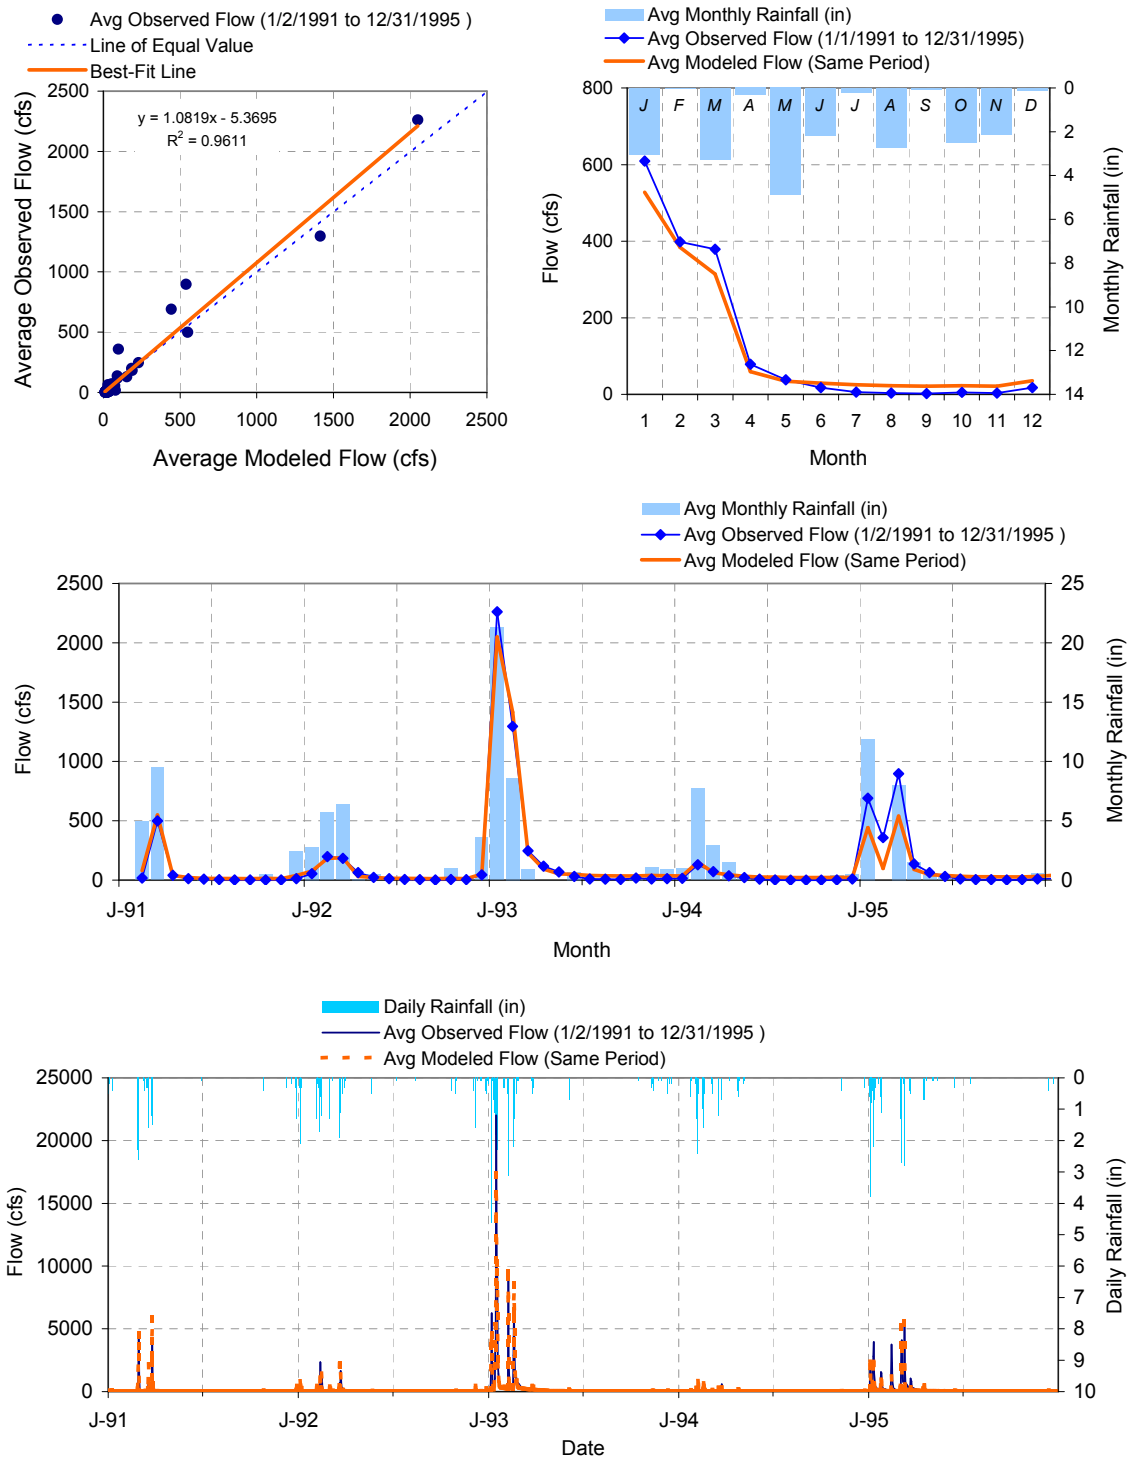 Avg Observed Flow (1/2/1991 to 12/31/1995 )
Line of Equal Value
Best-Fit Line
y = 1.0819x - 5.3695
R² = 0.9611
Average Observed Flow (cfs)
2500
2000
1500
1000
500
0
0 500 1000 1500 2000 2500
Average Modeled Flow (cfs)
Avg Monthly Rainfall (in)
Avg Observed Flow (1/1/1991 to 12/31/1995)
Avg Modeled Flow (Same Period)
J F M A M J J A S O N D
Flow (cfs)
800
600
400
200
0
0
2
4
6
8
10
12
14
Monthly Rainfall (in)
1 2 3 4 5 6 7 8 9 10 11 12
Month
Avg Monthly Rainfall (in)
Avg Observed Flow (1/2/1991 to 12/31/1995 )
Avg Modeled Flow (Same Period)
Flow (cfs)
2500
2000
1500
1000
500
0
25
20
15
10
5
0
Monthly Rainfall (in)
J-91 J-92 J-93 J-94 J-95
Month
Daily Rainfall (in)
Avg Observed Flow (1/2/1991 to 12/31/1995 )
Avg Modeled Flow (Same Period)
Flow (cfs)
25000
20000
15000
10000
5000
0
0
1
2
3
4
5
6
7
8
9
10
Daily Rainfall (in)
J-91 J-92 J-93 J-94 J-95
Date